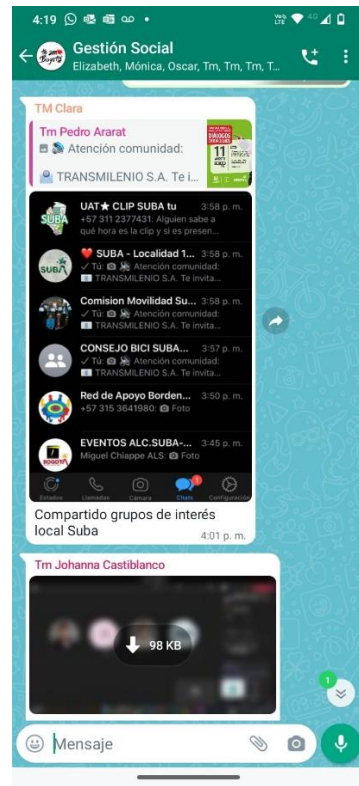 4:19
VoLTE 4G
Gestión Social
Elizabeth, Mónica, Oscar, Tm, Tm, Tm, T...
TM Clara
Tm Pedro Ararat
Atención comunidad:
TRANSMILENIO S.A. Te i...
DIÁLOGOS
11
UAT★ CLIP SUBA tu 3:58 p. m.
+57 311 2377431: Alguien sabe a
qué hora es la clip y si es presen...
SUBA - Localidad 1... 3:58 p. m.
✓ Tú: Atención comunidad:
TRANSMILENIO S.A. Te invita...
Comision Movilidad Su... 3:58 p. m.
✓ Tú: Atención comunidad:
TRANSMILENIO S.A. Te invita...
CONSEJO BICI SUBA... 3:57 p. m.
✓ Tú: Atención comunidad:
TRANSMILENIO S.A. Te invita...
Red de Apoyo Borden... 3:50 p. m.
+57 315 3641980: Foto
EVENTOS ALC.SUBA-... 3:45 p. m.
Miguel Chiappe ALS: Foto
Estados Llamadas Cámara Chats Configuración
Compartido grupos de interés
local Suba
4:01 p. m.
Tm Johanna Castiblanco
98 KB
1
Mensaje